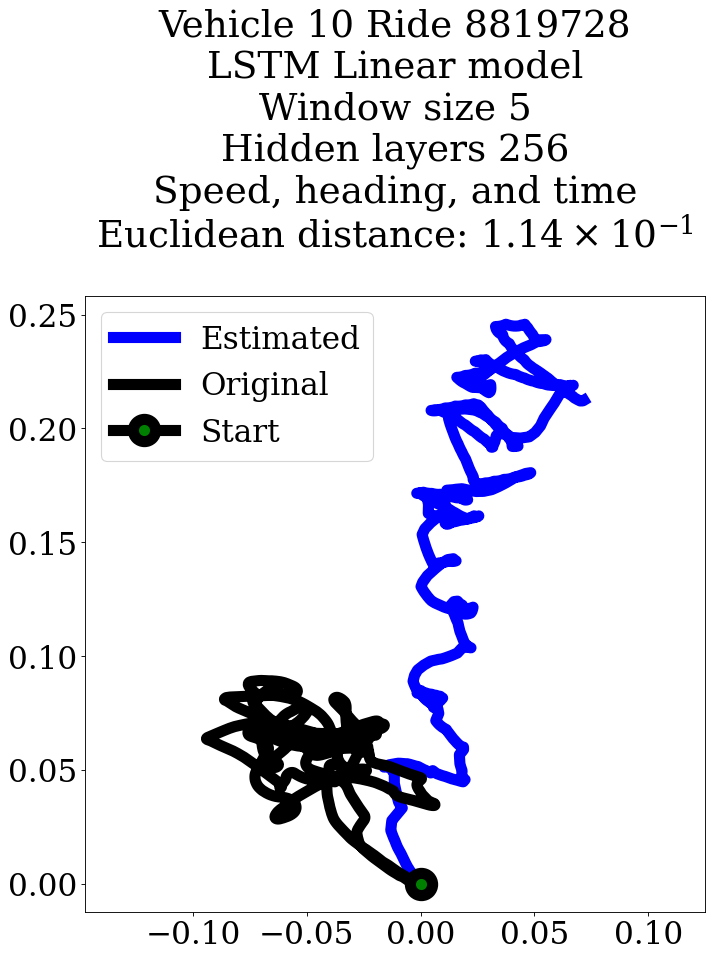 Vehicle 10 Ride 8819728
LSTM Linear model
Window size 5
Hidden layers 256
Speed, heading, and time
Euclidean distance: 1.14 × 10⁻¹
Estimated
Original
Start
0.25
0.20
0.15
0.10
0.05
0.00
−0.10 −0.05 0.00 0.05 0.10